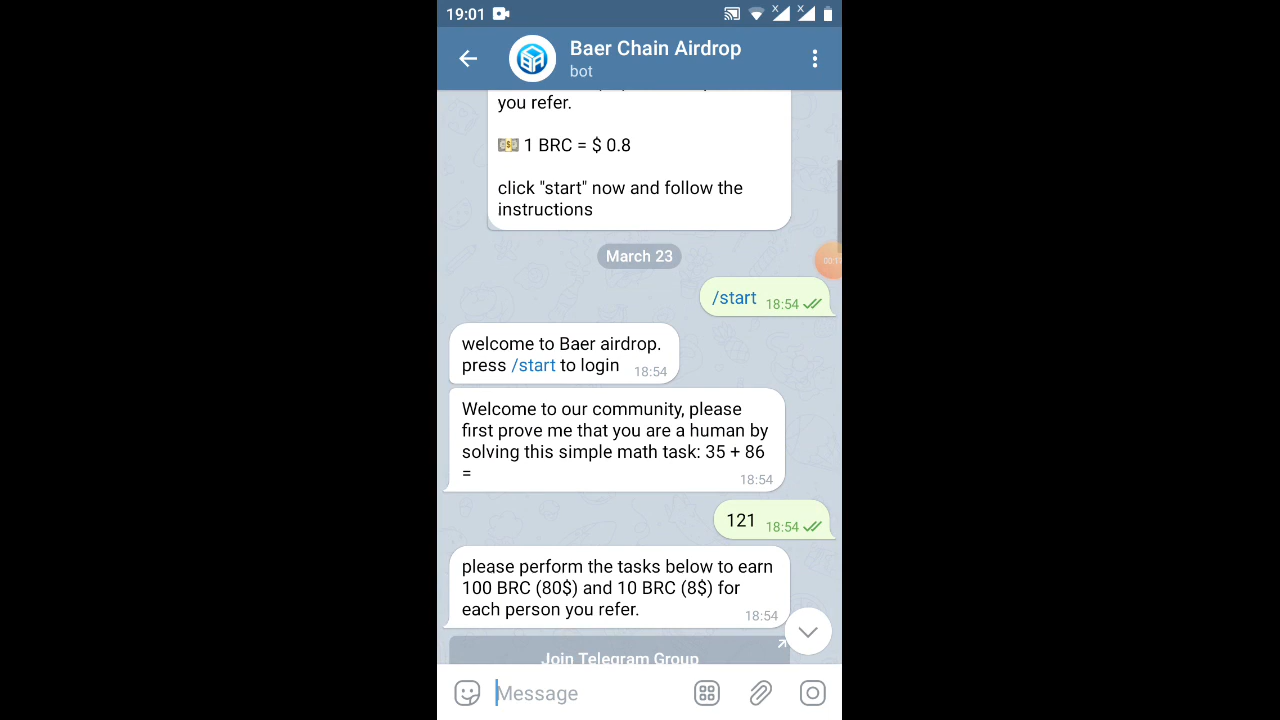 19:01
Baer Chain Airdrop
bot
you refer.
💵 1 BRC = $ 0.8
click "start" now and follow the
instructions
March 23
/start 18:54
welcome to Baer airdrop.
press /start to login 18:54
Welcome to our community, please
first prove me that you are a human by
solving this simple math task: 35 + 86
=
18:54
121 18:54
please perform the tasks below to earn
100 BRC (80$) and 10 BRC (8$) for
each person you refer. 18:54
Join Telegram Group
Message